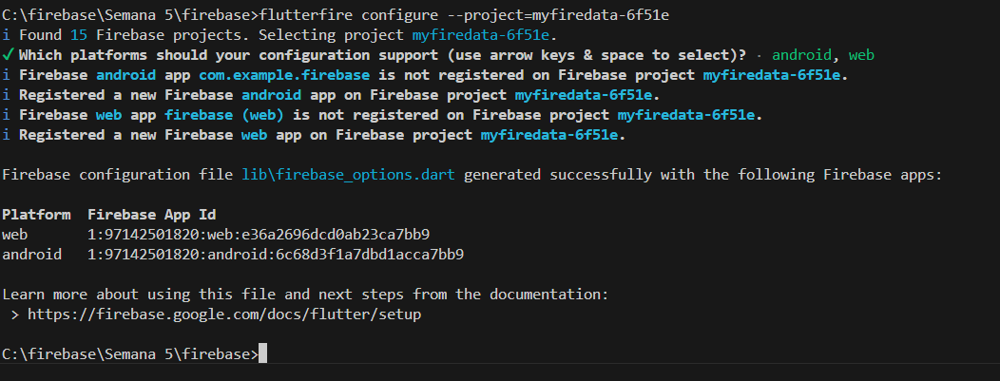 C:\firebase\Semana 5\firebase>flutterfire configure --project=myfiredata-6f51e
i Found 15 Firebase projects. Selecting project myfiredata-6f51e.
✓ Which platforms should your configuration support (use arrow keys & space to select)? · android, web
i Firebase android app com.example.firebase is not registered on Firebase project myfiredata-6f51e.
i Registered a new Firebase android app on Firebase project myfiredata-6f51e.
i Firebase web app firebase (web) is not registered on Firebase project myfiredata-6f51e.
i Registered a new Firebase web app on Firebase project myfiredata-6f51e.
Firebase configuration file lib\firebase_options.dart generated successfully with the following Firebase apps:
Platform  Firebase App Id
web       1:97142501820:web:e36a2696dcd0ab23ca7bb9
android   1:97142501820:android:6c68d3f1a7dbd1acca7bb9
Learn more about using this file and next steps from the documentation:
 > https://firebase.google.com/docs/flutter/setup
C:\firebase\Semana 5\firebase>